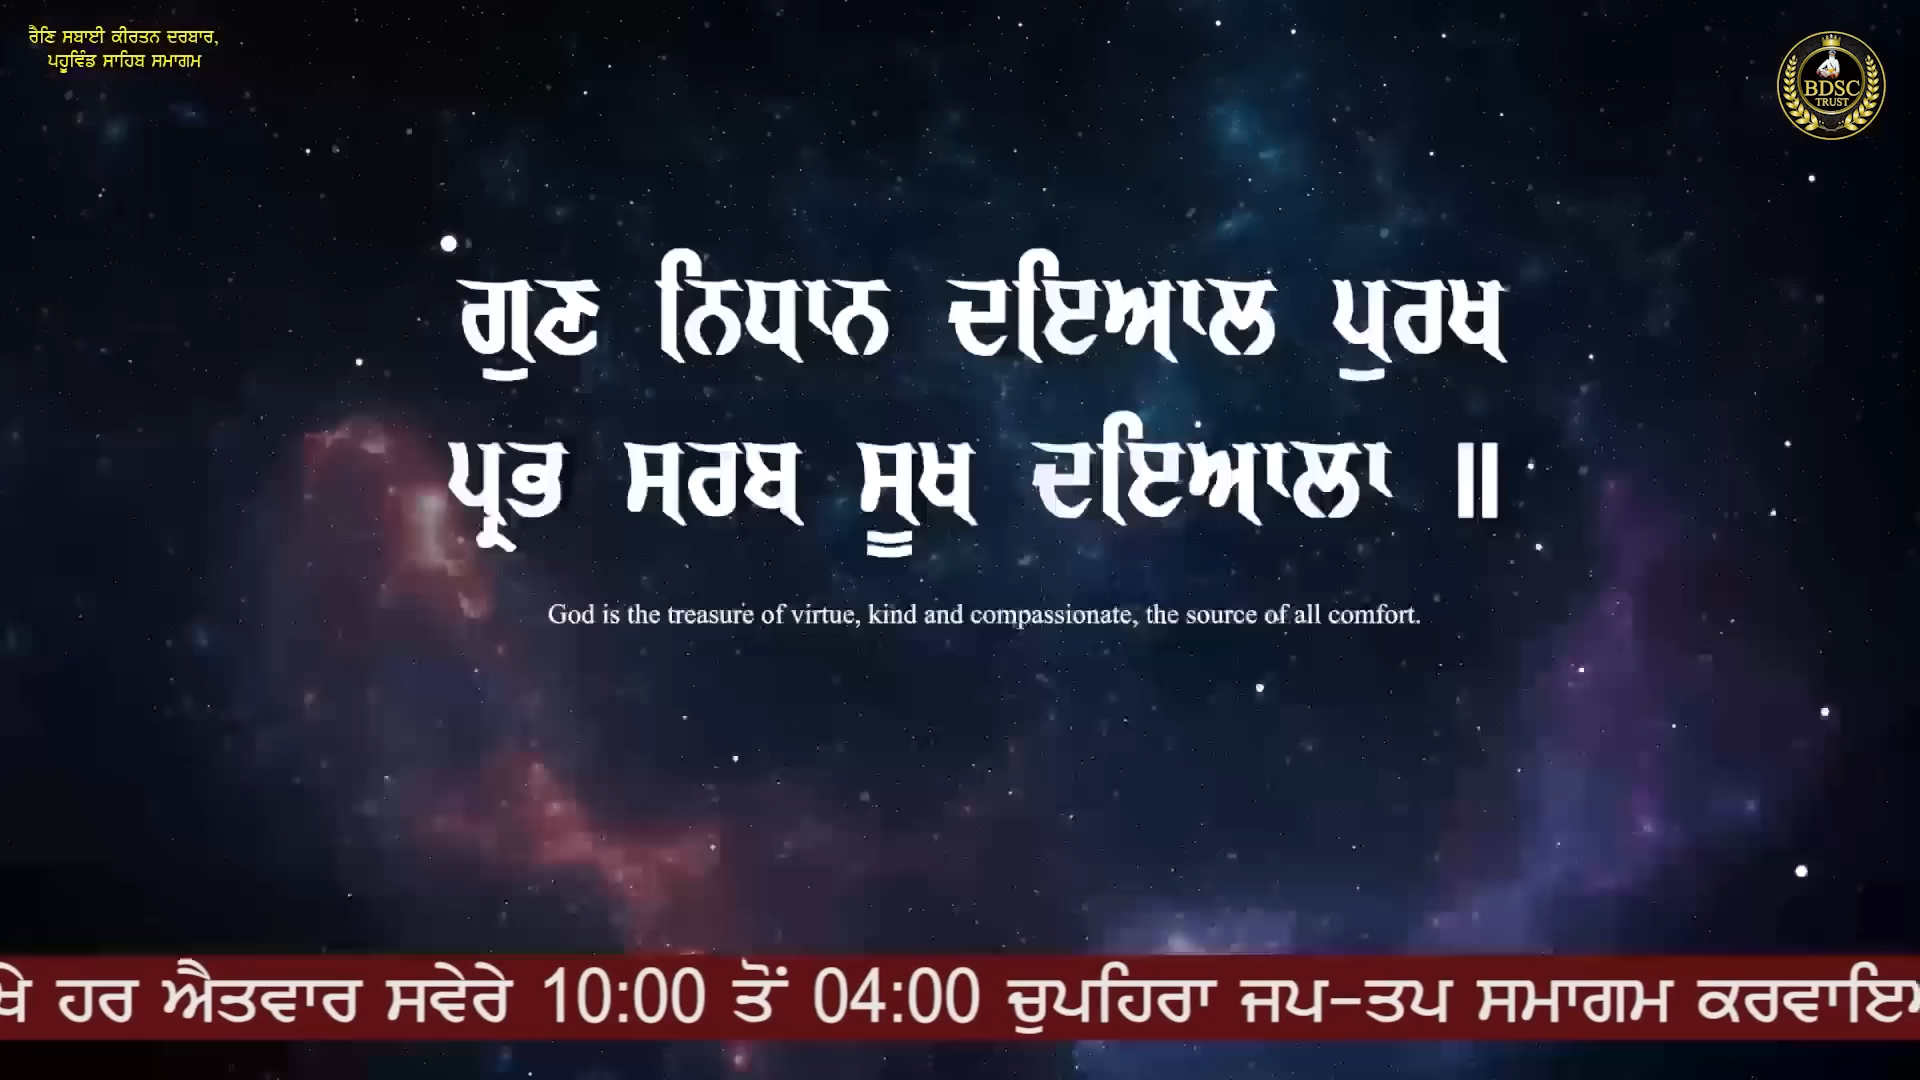 ਰੈਣਿ ਸਬਾਈ ਕੀਰਤਨ ਦਰਬਾਰ,
ਪਹੂਵਿੰਡ ਸਾਹਿਬ ਸਮਾਗਮ
BDSC
TRUST
ਗੁਣ ਨਿਧਾਨ ਦਇਆਲ ਪੁਰਖ
ਪ੍ਰਭ ਸਰਬ ਸੂਖ ਦਇਆਲਾ ॥
God is the treasure of virtue, kind and compassionate, the source of all comfort.
ਹਰ ਐਤਵਾਰ ਸਵੇਰੇ 10:00 ਤੋਂ 04:00 ਚੁਪਹਿਰਾ ਜਪ-ਤਪ ਸਮਾਗਮ